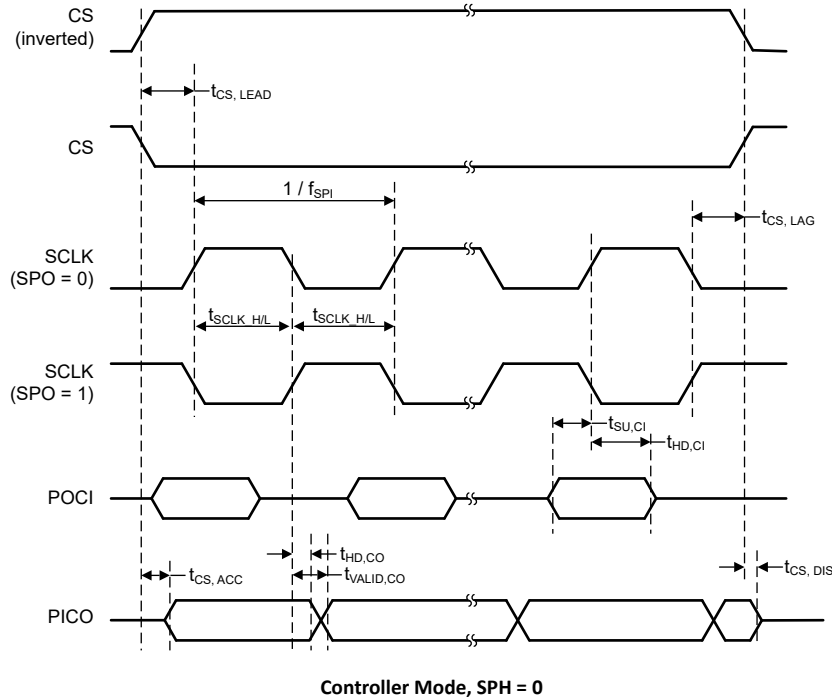 CS
(inverted)
tCS, LEAD
CS
1 / fSPI
tCS, LAG
SCLK
(SPO = 0)
tSCLK_H/L
tSCLK_H/L
SCLK
(SPO = 1)
tSU,CI
tHD,CI
POCI
tHD,CO
tVALID,CO
tCS, ACC
tCS, DIS
PICO
Controller Mode, SPH = 0